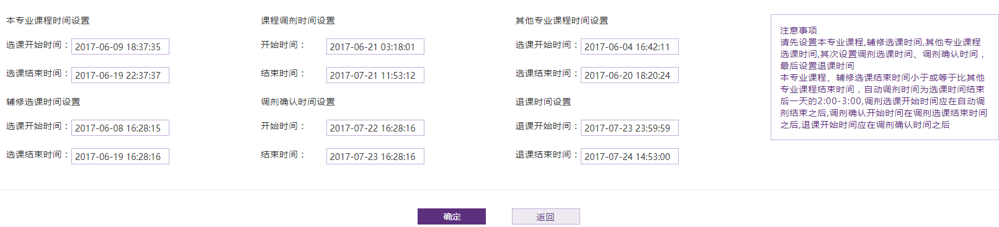 本专业课程时间设置
选课开始时间： 2017-06-09 18:37:35
选课结束时间： 2017-06-19 22:37:37
辅修选课时间设置
选课开始时间： 2017-06-08 16:28:15
选课结束时间： 2017-06-19 16:28:16
课程调剂时间设置
开始时间： 2017-06-21 03:18:01
结束时间： 2017-07-21 11:53:12
调剂确认时间设置
开始时间： 2017-07-22 16:28:16
结束时间： 2017-07-23 16:28:16
其他专业课程时间设置
选课开始时间： 2017-06-04 16:42:11
选课结束时间： 2017-06-20 18:20:24
退课时间设置
退课开始时间： 2017-07-23 23:59:59
退课结束时间： 2017-07-24 14:53:00
注意事项
请先设置本专业课程,辅修选课时间,其他专业课程
选课时间,其次设置调剂选课时间、调剂确认时间，
最后设置退课时间
本专业课程、辅修选课结束时间小于或等于比其他
专业课程结束时间，自动调剂时间为选课时间结束
后一天的2:00-3:00,调剂选课开始时间应在自动调
剂结束之后,调剂确认开始时间在调剂选课结束时间
之后,退课开始时间应在调剂确认时间之后
确定
返回